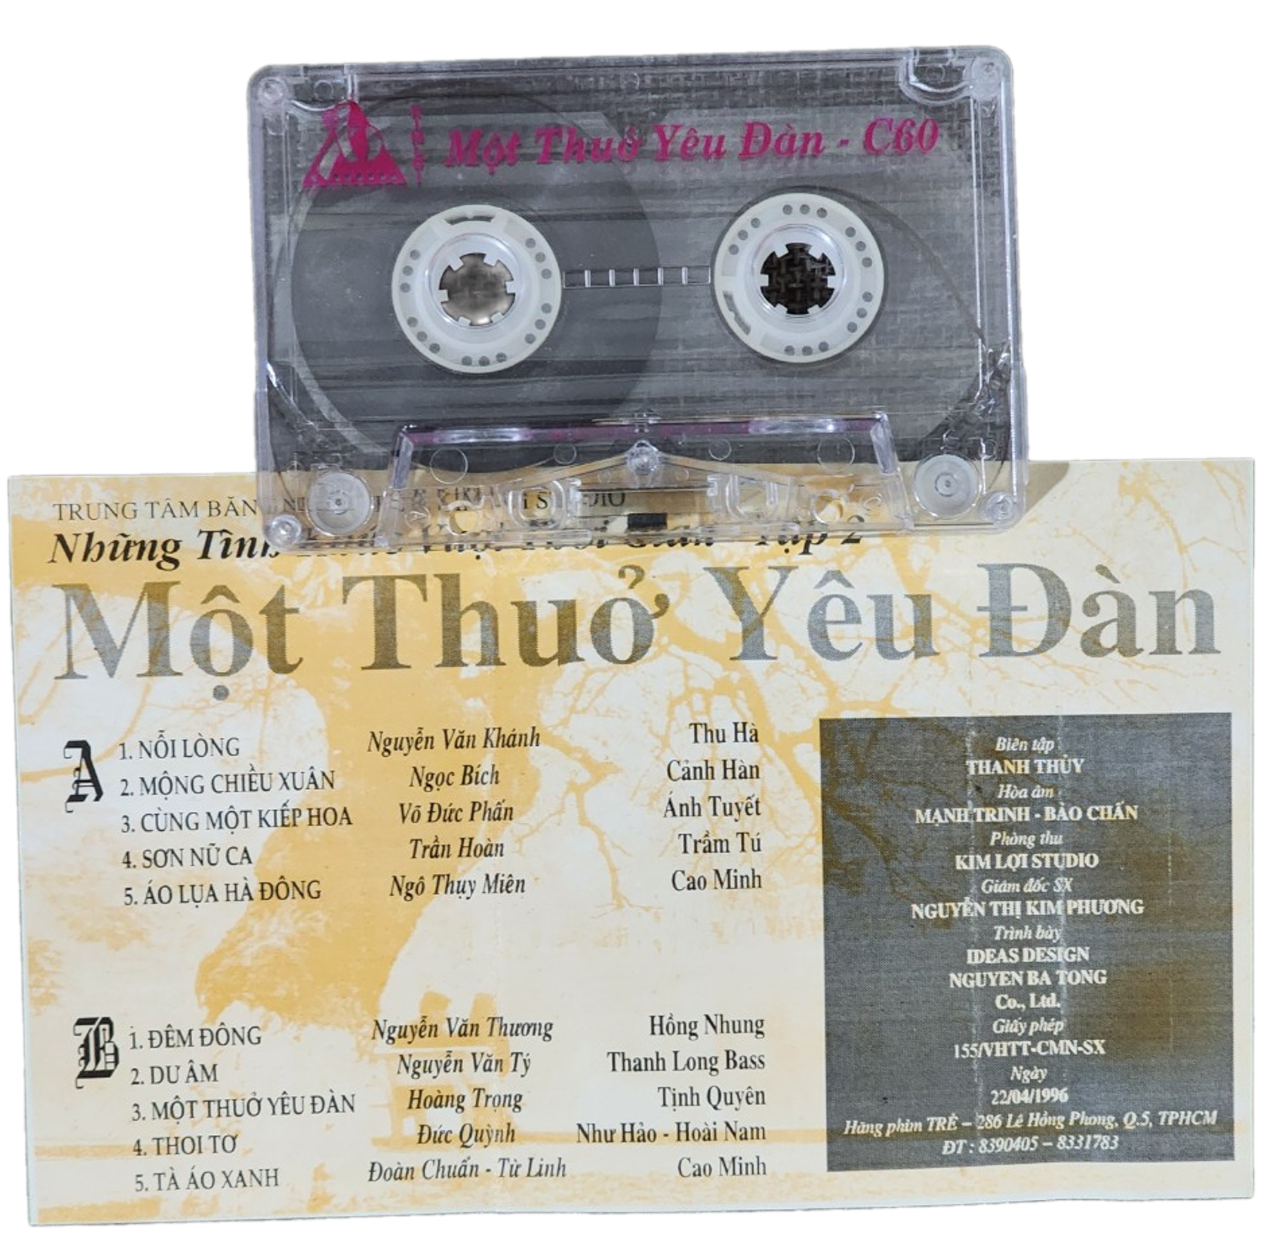 Một Thuở Yêu Đàn - C60
TRUNG TÂM BĂN
Những Tình Tập 2
Một Thuở Yêu Đàn
A
1. NỖI LÒNG Nguyễn Văn Khánh Thu Hà
2. MỘNG CHIỀU XUÂN Ngọc Bích Cảnh Hàn
3. CÙNG MỘT KIẾP HOA Võ Đức Phấn Ánh Tuyết
4. SƠN NỮ CA Trần Hoàn Trầm Tú
5. ÁO LỤA HÀ ĐÔNG Ngô Thụy Miên Cao Minh
B
1. ĐÊM ĐÔNG Nguyễn Văn Thương Hồng Nhung
2. DƯ ÂM Nguyễn Văn Tý Thanh Long Bass
3. MỘT THUỞ YÊU ĐÀN Hoàng Trọng Tịnh Quyên
4. THOI TƠ Đức Quỳnh Như Hảo - Hoài Nam
5. TÀ ÁO XANH Đoàn Chuẩn - Từ Linh Cao Minh
Biên tập
THANH THỦY
Hòa âm
MẠNH TRINH - BẢO CHẤN
Phòng thu
KIM LỢI STUDIO
Giám đốc SX
NGUYỄN THỊ KIM PHƯƠNG
Trình bày
IDEAS DESIGN
NGUYEN BA TONG
Co., Ltd.
Giấy phép
155/VHTT-CMN-SX
Ngày
22/04/1996
Hãng phim TRẺ – 286 Lê Hồng Phong, Q.5, TPHCM
ĐT : 8390405 – 8331783